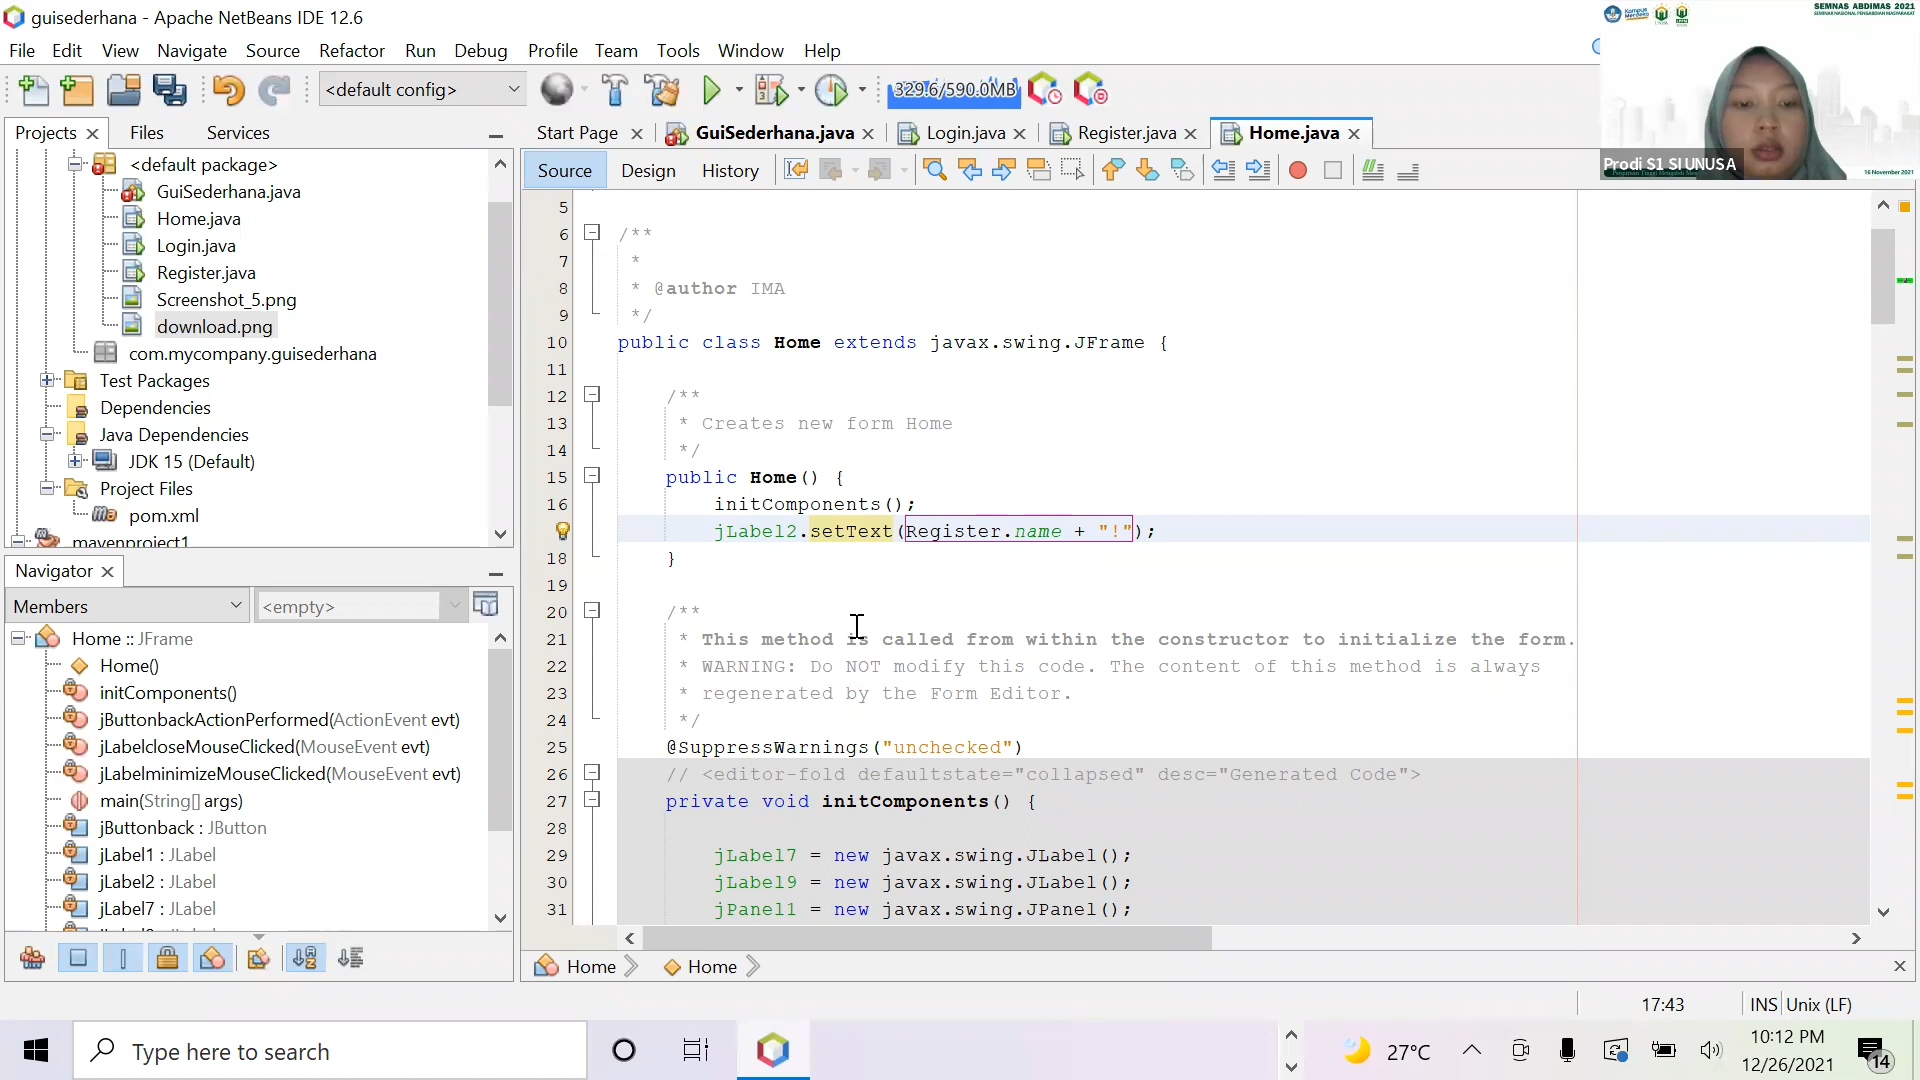 guisederhana - Apache NetBeans IDE 12.6
File Edit View Navigate Source Refactor Run Debug Profile Team Tools Window Help
<default config>
329.6/590.0MB
SEMNAS ABDIMAS 2021
SEMINAR NASIONAL PENGABDIAN MASYARAKAT
Prodi S1 SI UNUSA
16 November 2021
Projects Files Services
Start Page GuiSederhana.java Login.java Register.java Home.java
Source Design History
<default package>
GuiSederhana.java
Home.java
Login.java
Register.java
Screenshot_5.png
download.png
com.mycompany.guisederhana
Test Packages
Dependencies
Java Dependencies
JDK 15 (Default)
Project Files
pom.xml
mavenproject1
Navigator
Members <empty>
Home :: JFrame
Home()
initComponents()
jButtonbackActionPerformed(ActionEvent evt)
jLabelcloseMouseClicked(MouseEvent evt)
jLabelminimizeMouseClicked(MouseEvent evt)
main(String[] args)
jButtonback : JButton
jLabel1 : JLabel
jLabel2 : JLabel
jLabel7 : JLabel
5
6 /**
7 *
8 * @author IMA
9 */
10 public class Home extends javax.swing.JFrame {
11
12 /**
13 * Creates new form Home
14 */
15 public Home() {
16 initComponents();
jLabel2.setText(Register.name + "!");
18 }
19
20 /**
21 * This method is called from within the constructor to initialize the form.
22 * WARNING: Do NOT modify this code. The content of this method is always
23 * regenerated by the Form Editor.
24 */
25 @SuppressWarnings("unchecked")
26 // <editor-fold defaultstate="collapsed" desc="Generated Code">
27 private void initComponents() {
28
29 jLabel7 = new javax.swing.JLabel();
30 jLabel9 = new javax.swing.JLabel();
31 jPanel1 = new javax.swing.JPanel();
Home Home
17:43 INS Unix (LF)
Type here to search
27°C
10:12 PM
12/26/2021
14